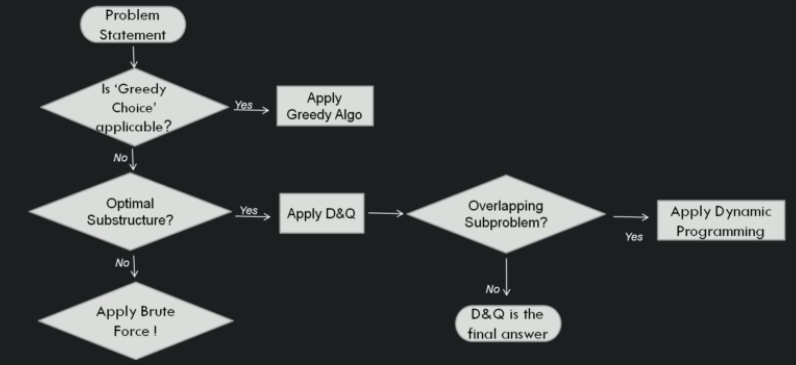 Problem
Statement
Is ‘Greedy
Choice’
applicable?
Yes
Apply
Greedy Algo
No
Optimal
Substructure?
Yes
Apply D&Q
Overlapping
Subproblem?
Yes
Apply Dynamic
Programming
No
Apply Brute
Force !
No
D&Q is the
final answer